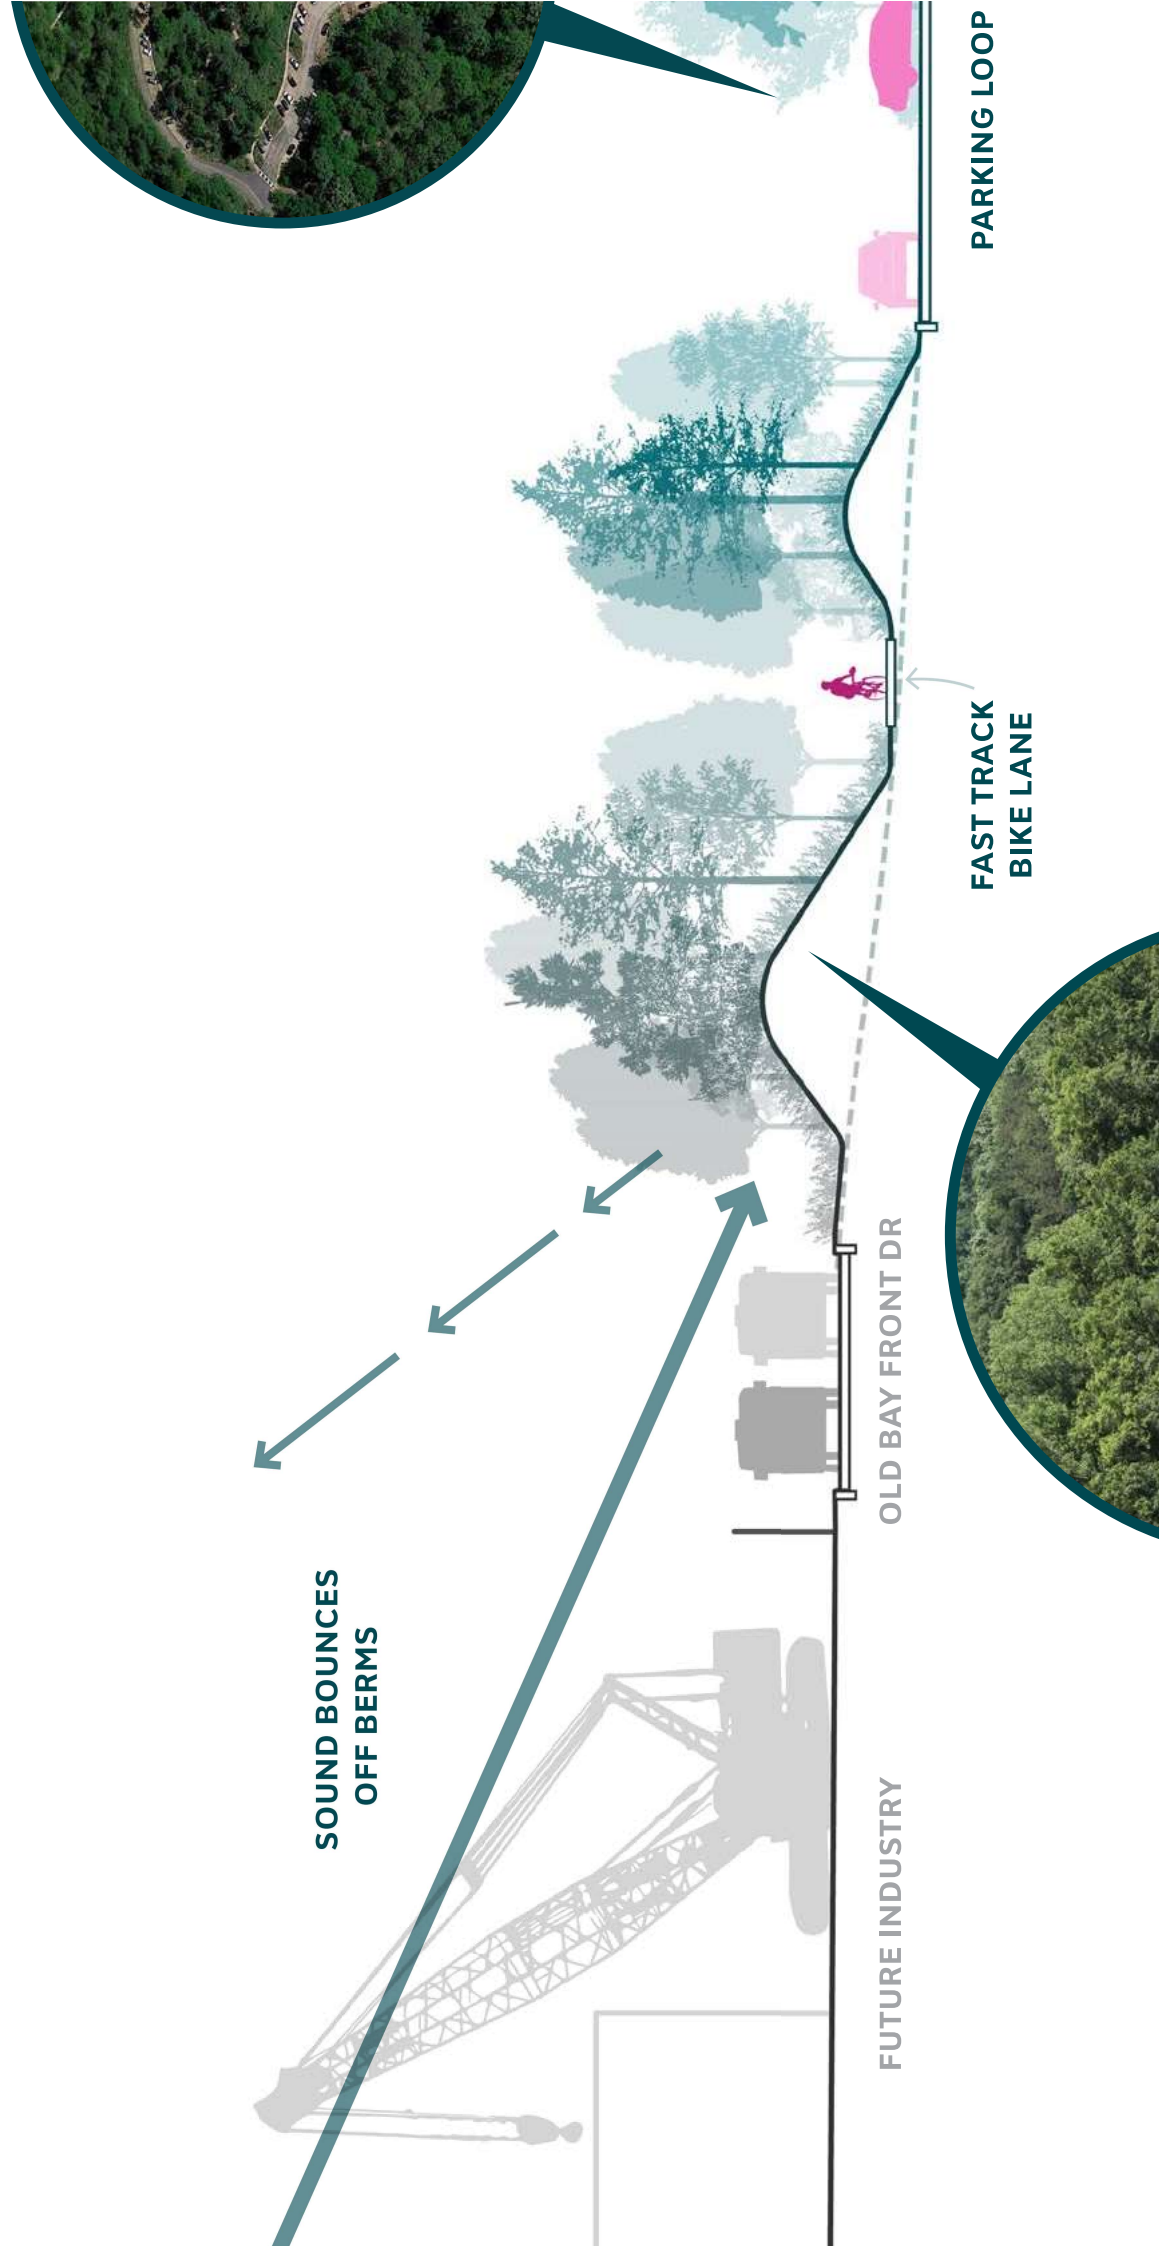 SOUND BOUNCES
OFF BERMS
FUTURE INDUSTRY
OLD BAY FRONT DR
FAST TRACK
BIKE LANE
PARKING LOOP